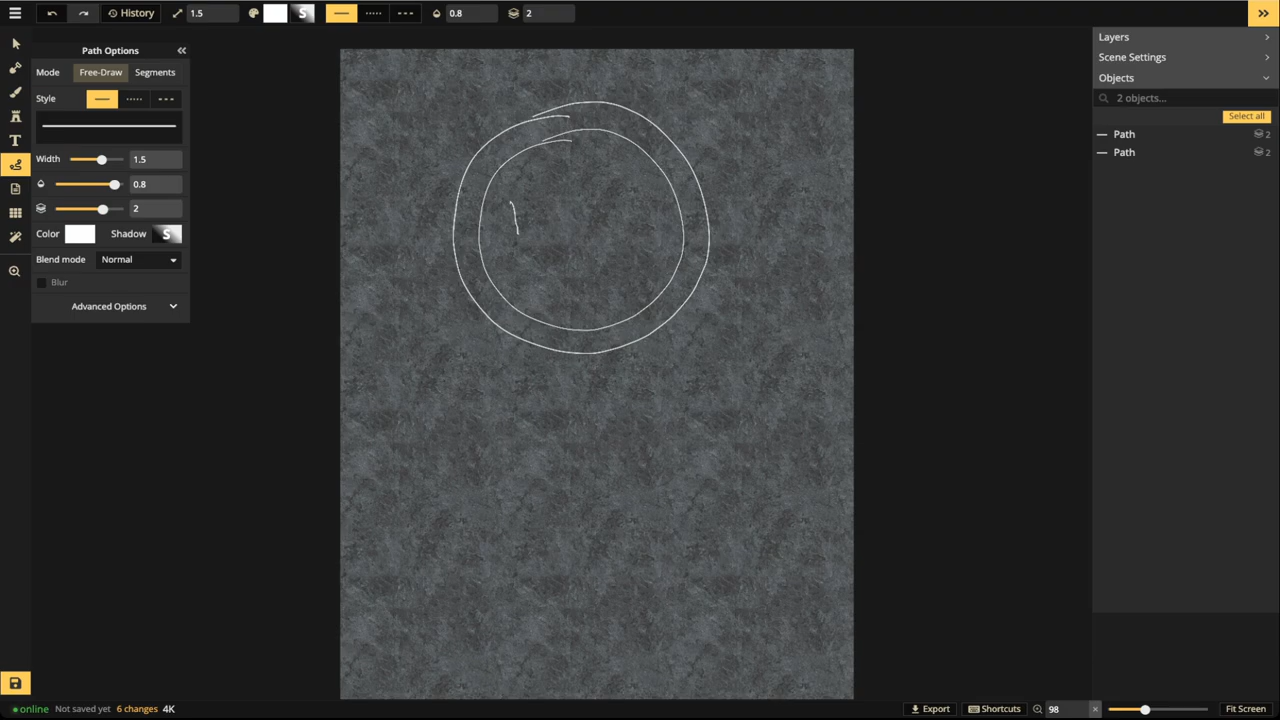 History
1.5
S
0.8
2
Path Options
Mode
Free-Draw
Segments
Style
Width
1.5
0.8
2
Color
Shadow
S
Blend mode
Normal
Blur
Advanced Options
Layers
Scene Settings
Objects
2 objects...
Select all
Path
2
Path
2
online
Not saved yet
6 changes
4K
Export
Shortcuts
98
Fit Screen